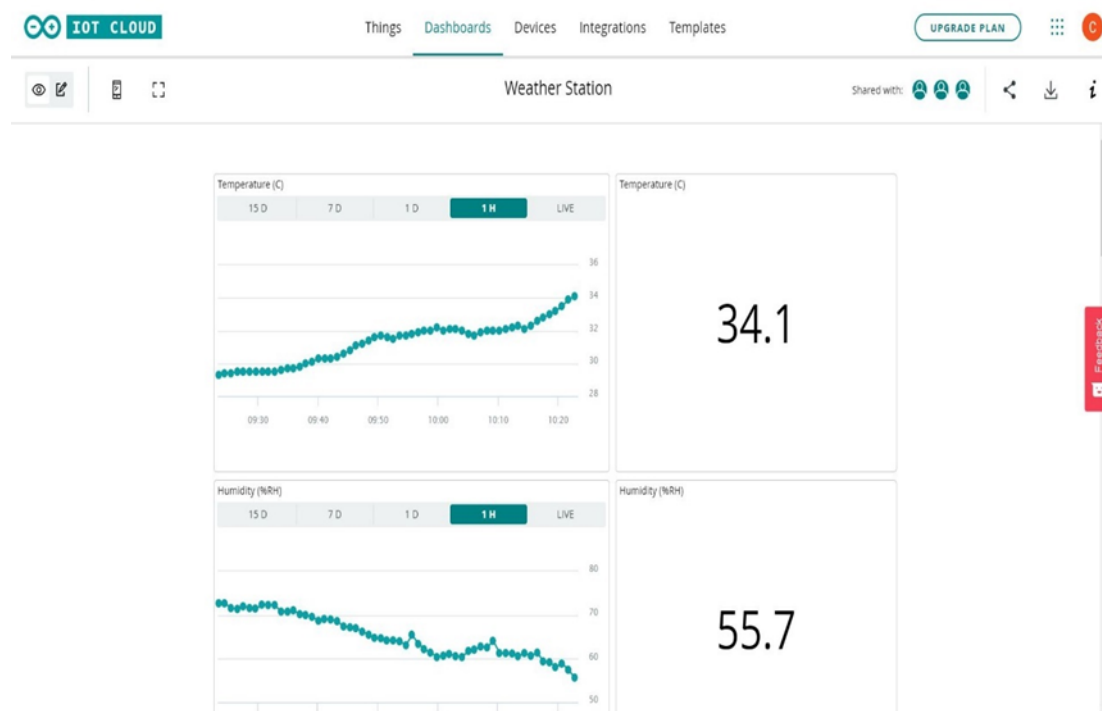 IOT CLOUD
Things Dashboards Devices Integrations Templates
UPGRADE PLAN
C
Weather Station
Shared with:
i
Temperature (C)
15 D 7 D 1 D 1 H LIVE
36
34
32
30
28
09:30 09:40 09:50 10:00 10:10 10:20
Temperature (C)
34.1
Humidity (%RH)
15 D 7 D 1 D 1 H LIVE
80
70
60
50
Humidity (%RH)
55.7
Feedback